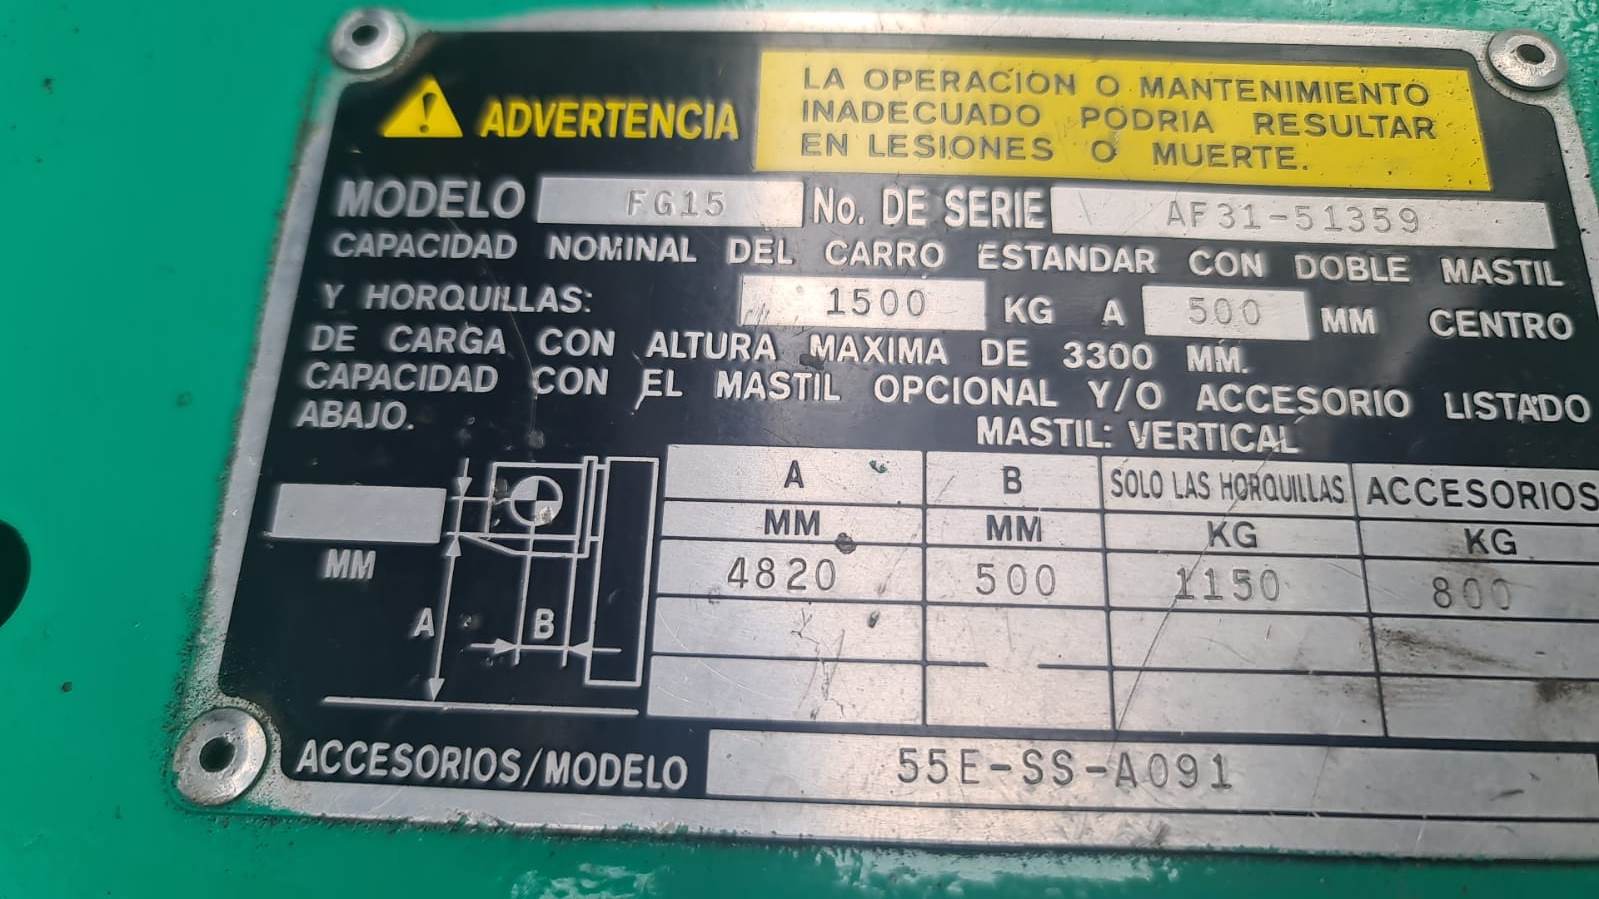 ADVERTENCIA
LA OPERACION O MANTENIMIENTO
INADECUADO PODRIA RESULTAR
EN LESIONES O MUERTE.
MODELO FG15 No. DE SERIE AF31-51359
CAPACIDAD NOMINAL DEL CARRO ESTANDAR CON DOBLE MASTIL
Y HORQUILLAS: 1500 KG A 500 MM CENTRO
DE CARGA CON ALTURA MAXIMA DE 3300 MM.
CAPACIDAD CON EL MASTIL OPCIONAL Y/O ACCESORIO LISTADO
ABAJO.
MASTIL: VERTICAL
A B SOLO LAS HORQUILLAS ACCESORIOS
MM MM KG KG
4820 500 1150 800
MM
A B
ACCESORIOS/MODELO 55E-SS-A091